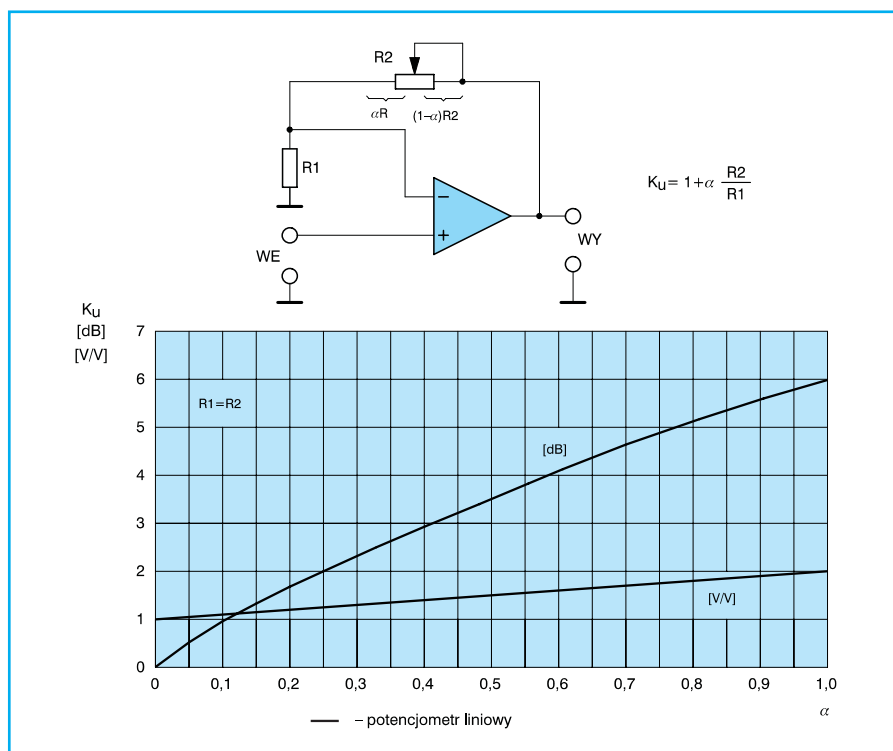 R2
αR
(1–α)R2
R1
–
+
WE
WY
Ku = 1+α R2/R1
Ku
[dB]
[V/V]
7
6
5
4
3
2
1
0
R1=R2
[dB]
[V/V]
0 0,1 0,2 0,3 0,4 0,5 0,6 0,7 0,8 0,9 1,0
α
– potencjometr liniowy